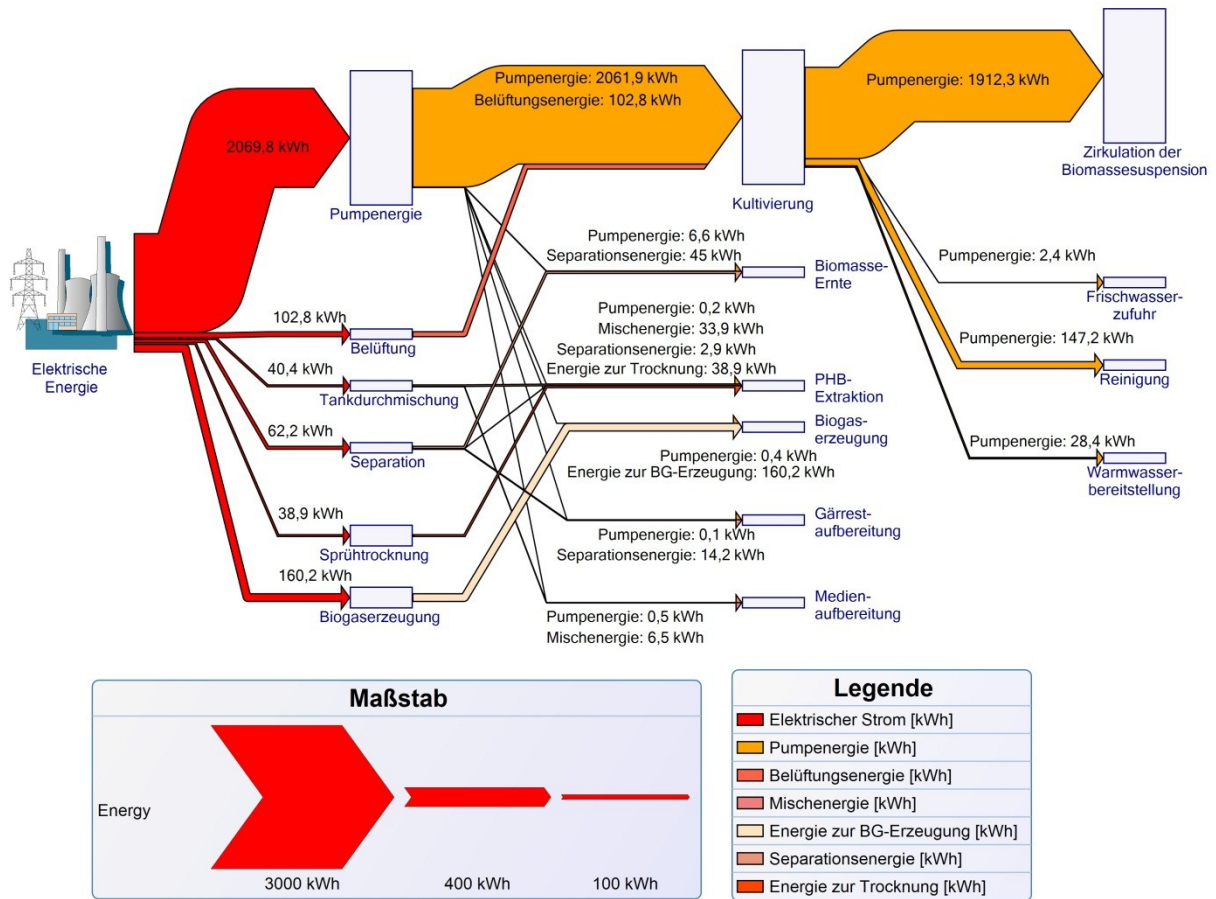 Pumpenergie: 2061,9 kWh
Belüftungsenergie: 102,8 kWh
Pumpenergie: 1912,3 kWh
2069,8 kWh
Pumpenergie
Kultivierung
Zirkulation der
Biomassesuspension
Elektrische
Energie
102,8 kWh
Belüftung
40,4 kWh
Tankdurchmischung
62,2 kWh
Separation
38,9 kWh
Sprühtrocknung
160,2 kWh
Biogaserzeugung
Pumpenergie: 6,6 kWh
Separationsenergie: 45 kWh
Biomasse-
Ernte
Pumpenergie: 0,2 kWh
Mischenergie: 33,9 kWh
Separationsenergie: 2,9 kWh
Energie zur Trocknung: 38,9 kWh
PHB-
Extraktion
Biogas-
erzeugung
Pumpenergie: 0,4 kWh
Energie zur BG-Erzeugung: 160,2 kWh
Gärrest-
aufbereitung
Pumpenergie: 0,1 kWh
Separationsenergie: 14,2 kWh
Medien-
aufbereitung
Pumpenergie: 0,5 kWh
Mischenergie: 6,5 kWh
Pumpenergie: 2,4 kWh
Frischwasser-
zufuhr
Pumpenergie: 147,2 kWh
Reinigung
Pumpenergie: 28,4 kWh
Warmwasser-
bereitstellung
Maßstab
Energy
3000 kWh
400 kWh
100 kWh
Legende
Elektrischer Strom [kWh]
Pumpenergie [kWh]
Belüftungsenergie [kWh]
Mischenergie [kWh]
Energie zur BG-Erzeugung [kWh]
Separationsenergie [kWh]
Energie zur Trocknung [kWh]